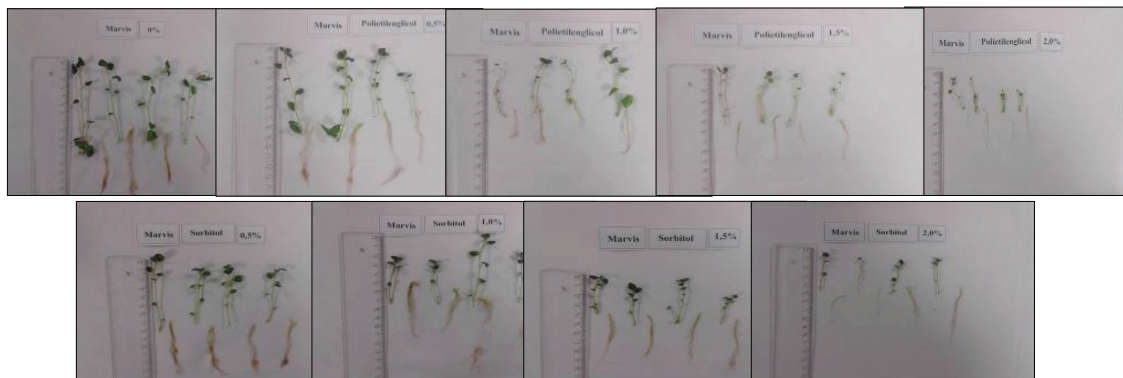 Marvis 0%
Marvis Polietilenglicol 0,5%
Marvis Polietilenglicol 1,0%
Marvis Polietilenglicol 1,5%
Marvis Polietilenglicol 2,0%
Marvis Sorbitol 0,5%
Marvis Sorbitol 1,0%
Marvis Sorbitol 1,5%
Marvis Sorbitol 2,0%